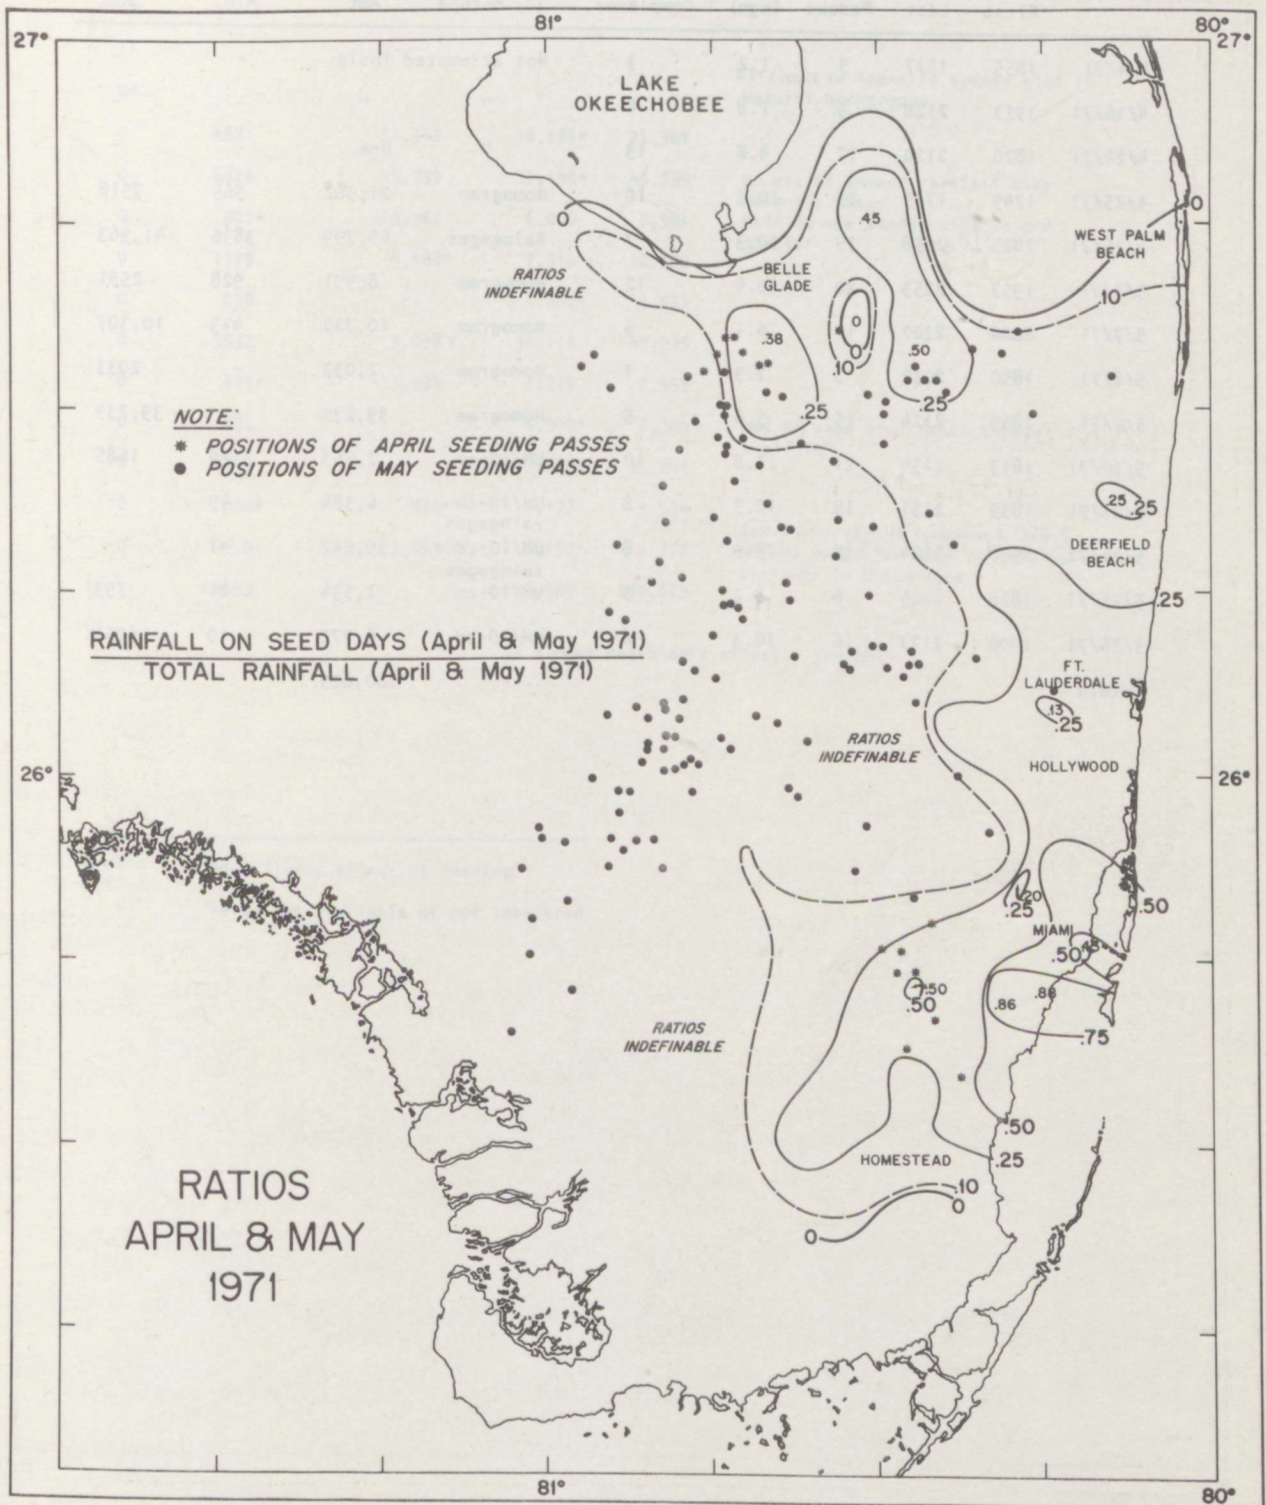 81°
80°
27°
27°
LAKE
OKEECHOBEE
.45
0
0
WEST PALM
BEACH
RATIOS
INDEFINABLE
BELLE
GLADE
.10
0
.38
0
.50
.10
.25
.25
NOTE:
* POSITIONS OF APRIL SEEDING PASSES
● POSITIONS OF MAY SEEDING PASSES
.25
.25
DEERFIELD
BEACH
.25
RAINFALL ON SEED DAYS (April & May 1971)
TOTAL RAINFALL (April & May 1971)
FT.
LAUDERDALE
.13
.25
RATIOS
INDEFINABLE
HOLLYWOOD
26°
26°
.20
.50
.25
MIAMI
.50
.50
.50
.86
.88
.75
RATIOS
INDEFINABLE
.50
HOMESTEAD
.25
.10
0
0
RATIOS
APRIL & MAY
1971
81°
80°